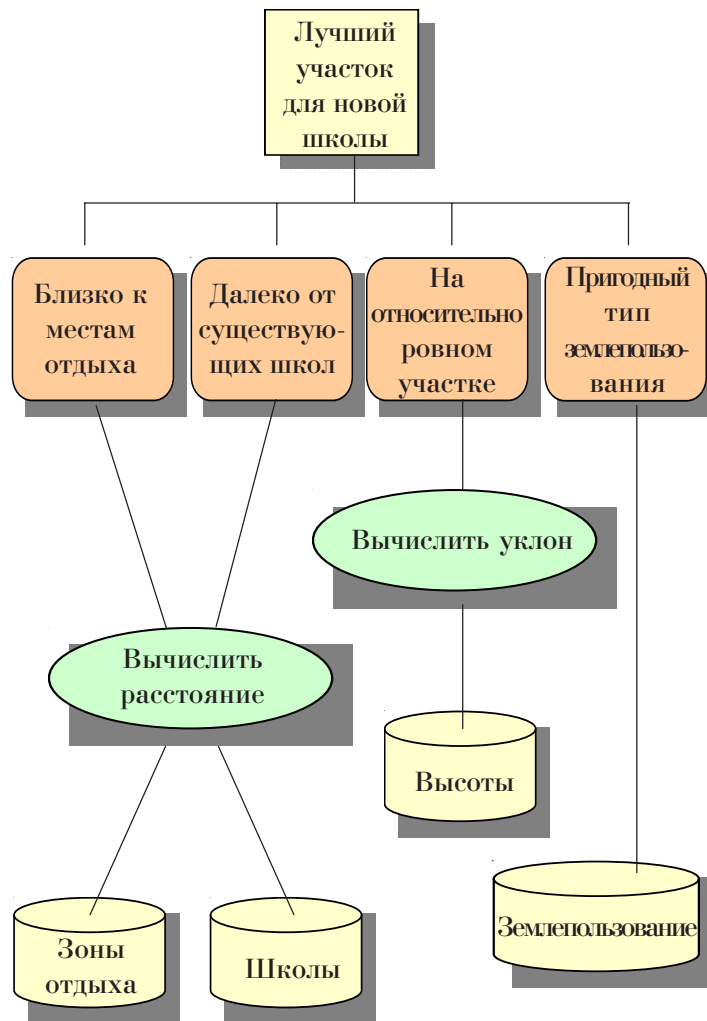 Лучший
участок
для новой
школы
Близко к
местам
отдыха
Далеко от
существую-
щих школ
На
относительно
ровном
участке
Пригодный
тип
землепользо-
вания
Вычислить уклон
Вычислить
расстояние
Высоты
Землепользование
Зоны
отдыха
Школы